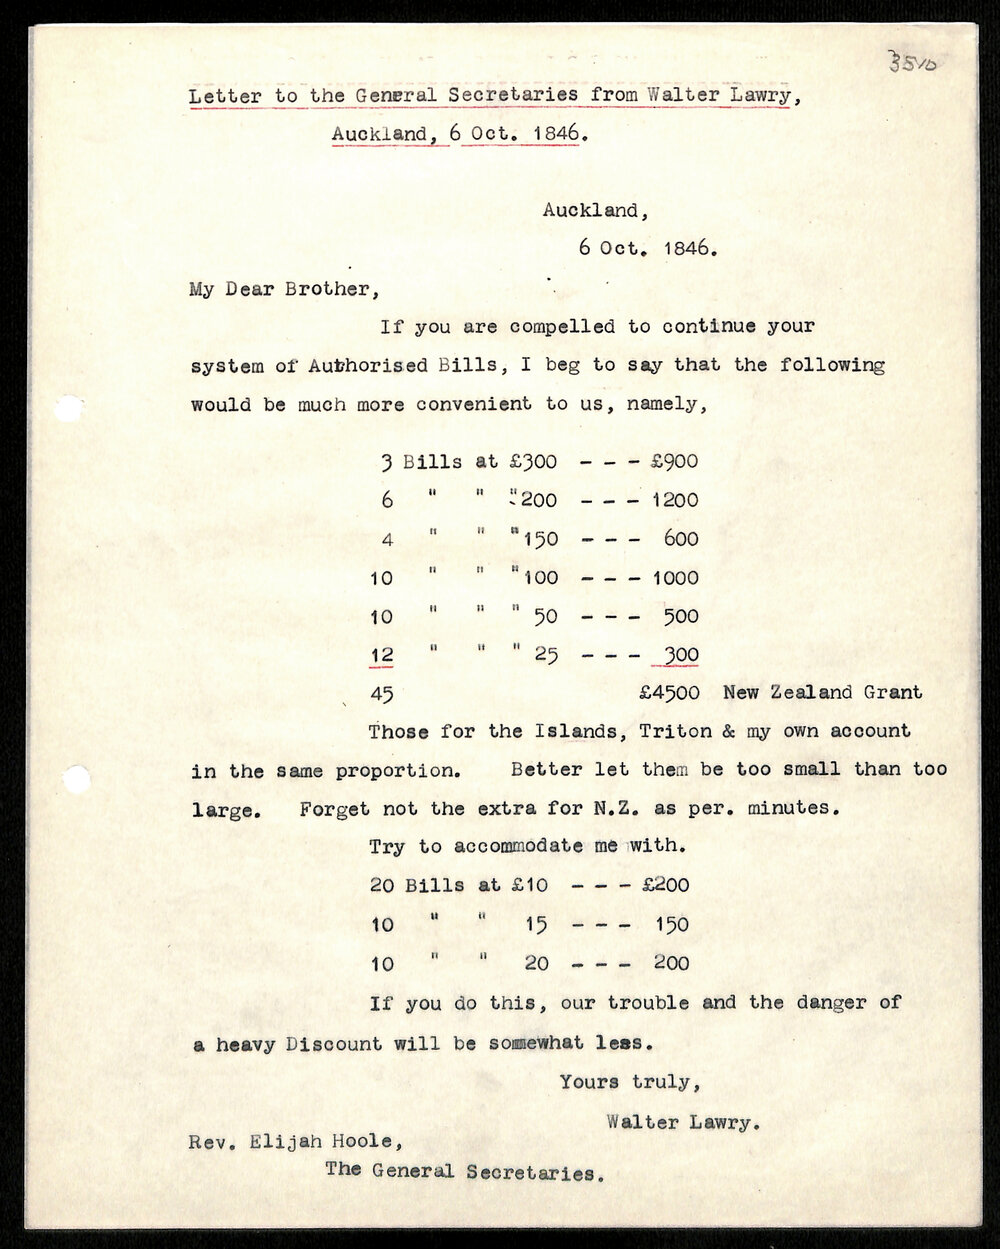 Letter to the General Secretaries from Walter Lawry,
Auckland, 6 Oct. 1846.
Auckland,
6 Oct. 1846.
My Dear Brother,
If you are compelled to continue your
system of Authorised Bills, I beg to say that the following
would be much more convenient to us, namely,
3 Bills at £300 - - - £900
6 " " "200 - - - 1200
4 " " "150 - - - 600
10 " " "100 - - - 1000
10 " " " 50 - - - 500
12 " " " 25 - - - 300
45 £4500 New Zealand Grant
Those for the Islands, Triton & my own account
in the same proportion. Better let them be too small than too
large. Forget not the extra for N.Z. as per. minutes.
Try to accommodate me with.
20 Bills at £10 - - - £200
10 " " 15 - - - 150
10 " " 20 - - - 200
If you do this, our trouble and the danger of
a heavy Discount will be somewhat less.
Yours truly,
Walter Lawry.
Rev. Elijah Hoole,
The General Secretaries.